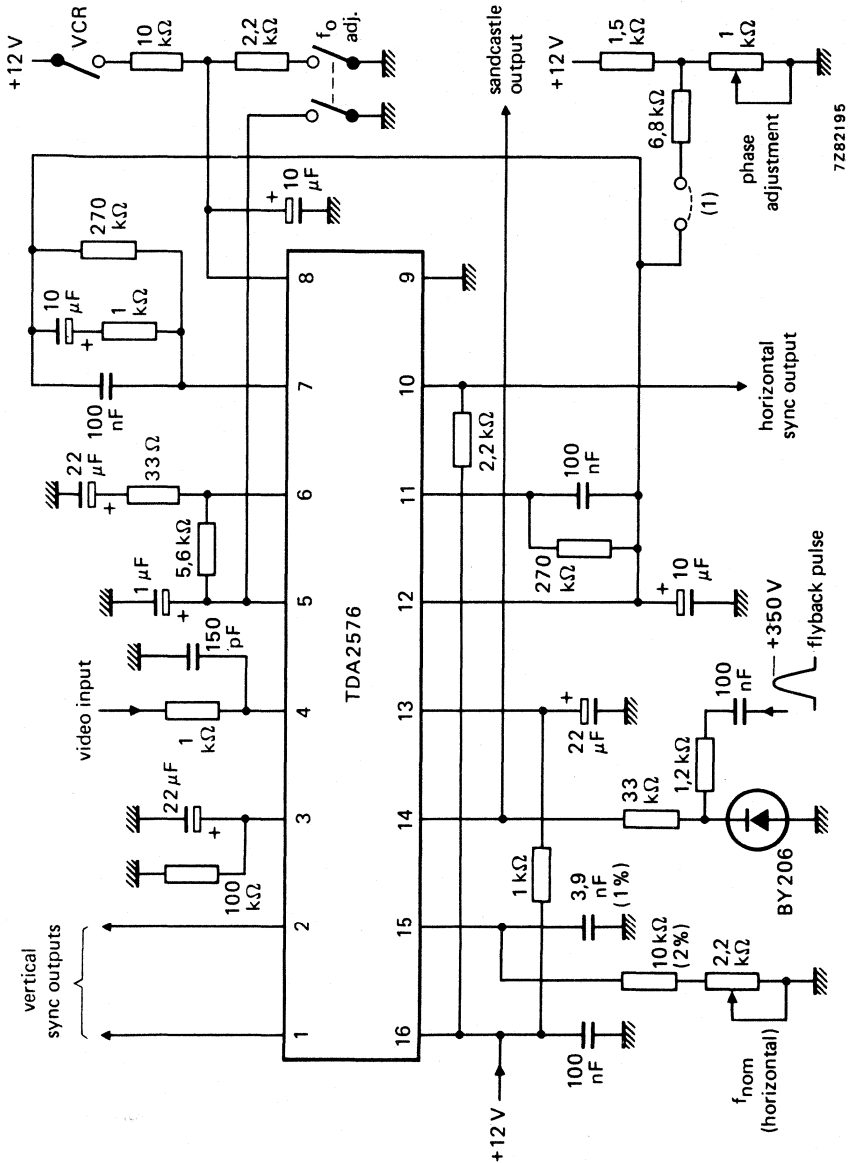 +12 V
VCR
10
kΩ
2,2
kΩ
f₀
adj.
270
kΩ
10
µF
1
kΩ
100
nF
+
10
µF
+
22
µF
+
33 Ω
5,6 kΩ
1 µF
+
150
pF
video input
1
kΩ
22 µF
+
100
kΩ
vertical
sync outputs
1
2
3
4
5
6
7
8
TDA2576
16
15
14
13
12
11
10
9
sandcastle
output
+12 V
1,5
kΩ
6,8 kΩ
1
kΩ
phase
adjustment
(1)
2,2 kΩ
horizontal
sync output
100
nF
270
kΩ
+
10
µF
+
22
µF
1 kΩ
33
kΩ
1,2 kΩ
100
nF
+350 V
flyback pulse
BY206
3,9
nF
(1%)
10 kΩ
(2%)
2,2
kΩ
fnom
(horizontal)
100
nF
+12 V
7Z82195